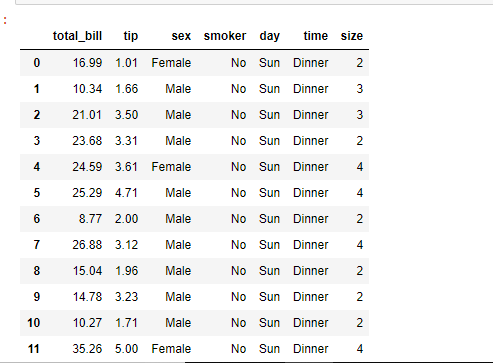 :
total_bill tip sex smoker day time size
0 16.99 1.01 Female No Sun Dinner 2
1 10.34 1.66 Male No Sun Dinner 3
2 21.01 3.50 Male No Sun Dinner 3
3 23.68 3.31 Male No Sun Dinner 2
4 24.59 3.61 Female No Sun Dinner 4
5 25.29 4.71 Male No Sun Dinner 4
6 8.77 2.00 Male No Sun Dinner 2
7 26.88 3.12 Male No Sun Dinner 4
8 15.04 1.96 Male No Sun Dinner 2
9 14.78 3.23 Male No Sun Dinner 2
10 10.27 1.71 Male No Sun Dinner 2
11 35.26 5.00 Female No Sun Dinner 4